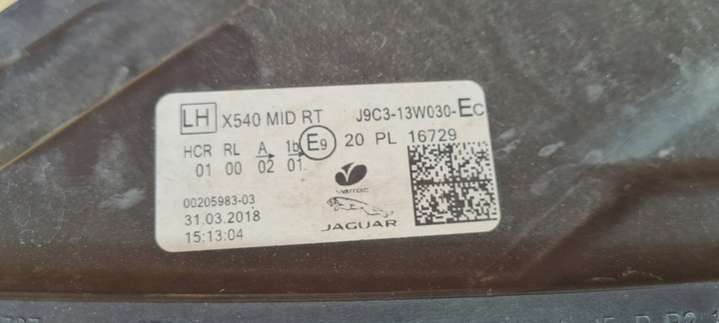 LH X540 MID RT J9C3-13W030-EC
HCR RL A 1b E9 20 PL 16729
01 00 02 01
varroc
00205983-03
31.03.2018
JAGUAR
15:13:04